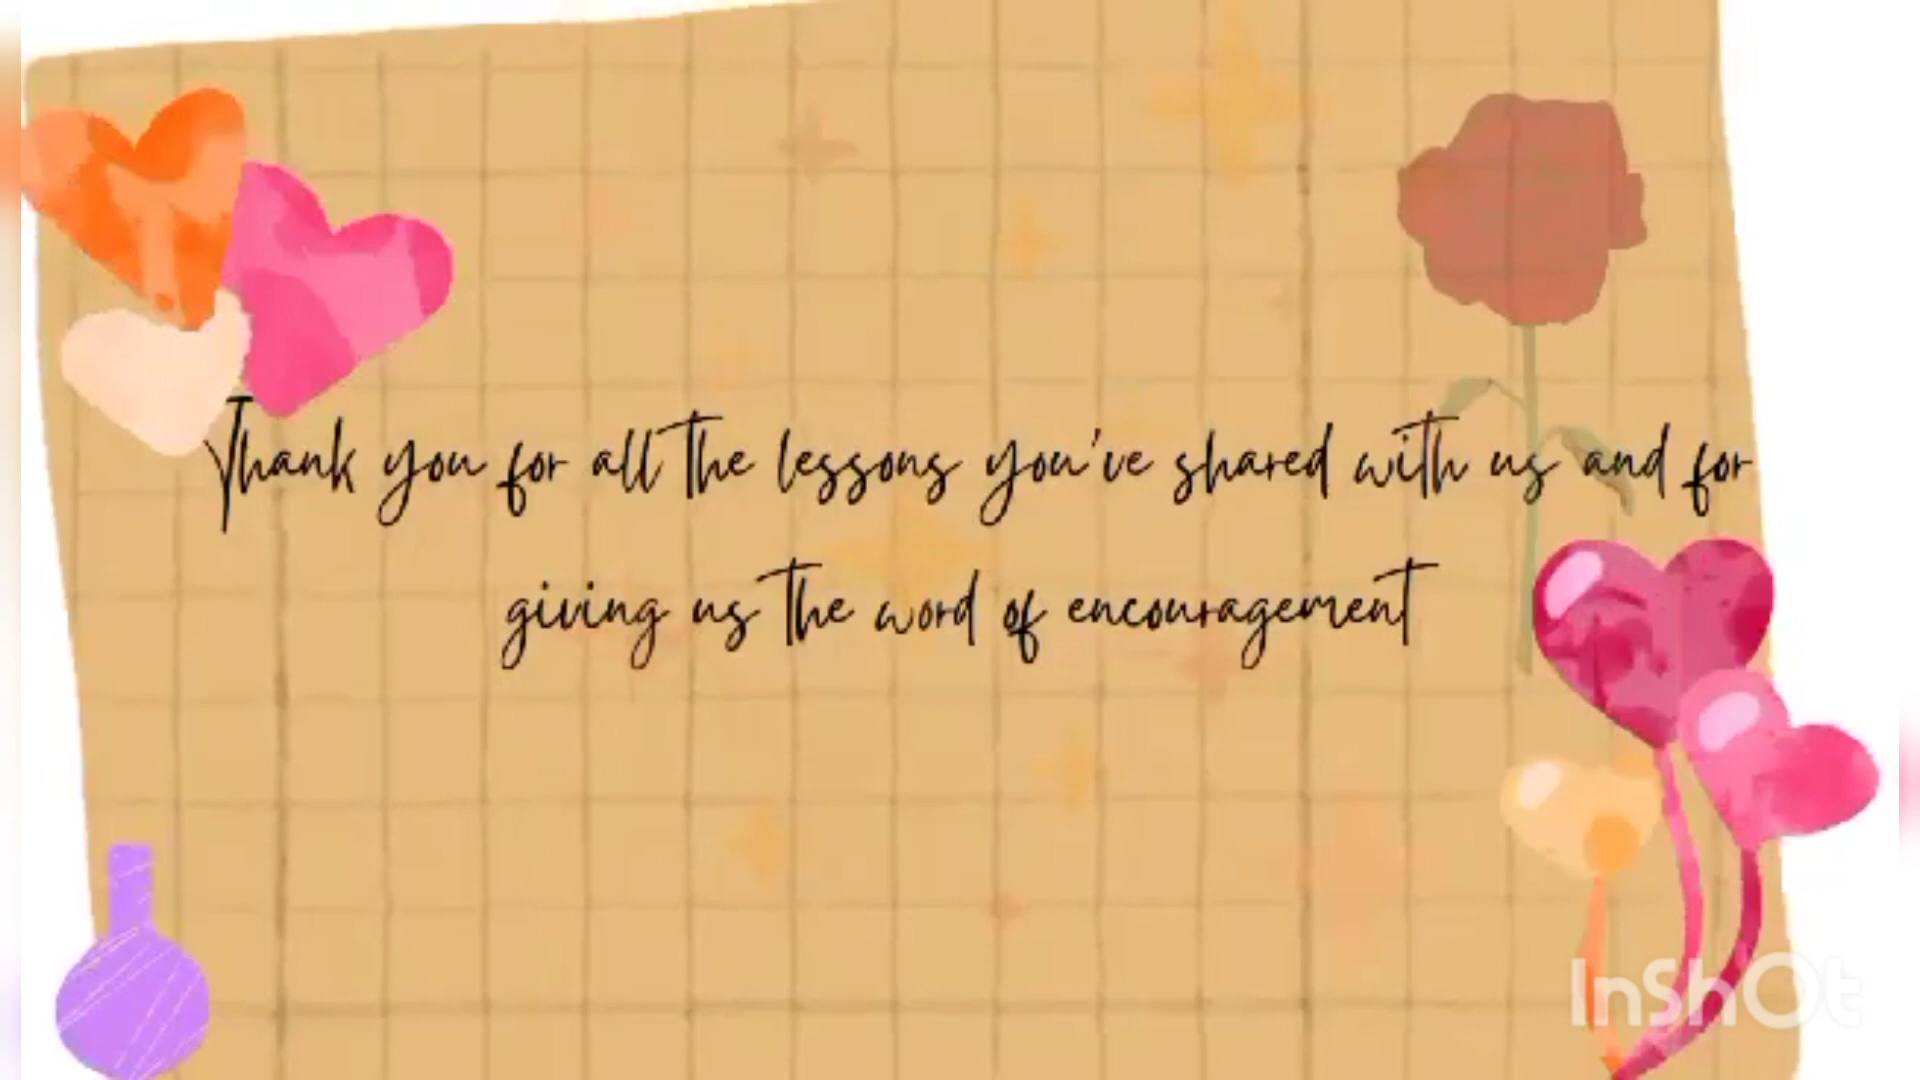 Thank you for all the lessons you've shared with us and for
giving us the word of encouragement
InShOt